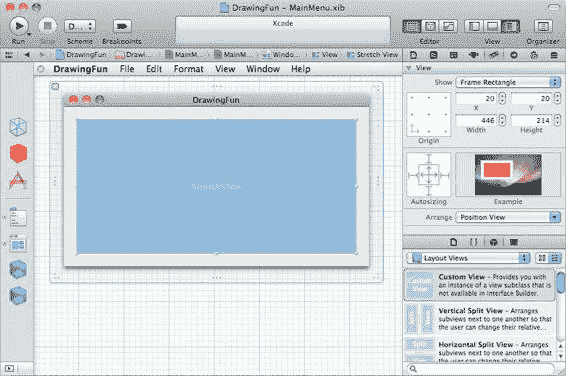 DrawingFun – MainMenu.xib
Xcode
Run
Stop
Scheme
Breakpoints
Editor
View
Organizer
DrawingFun
MainM
MainM
Windo
View
Stretch View
View
DrawingFun File Edit Format View Window Help
Show Frame Rectangle
20 20
X Y
446 214
Width Height
Origin
DrawingFun
Autosizing
Example
Arrange Position View
Layout Views
Custom View – Provides you with
an instance of a view subclass that is
not available in Interface Builder.
Vertical Split View – Arranges
subviews next to one another so that
the user can change their relative...
Horizontal Split View – Arranges
subviews next to one another so that
the user can change their relative...